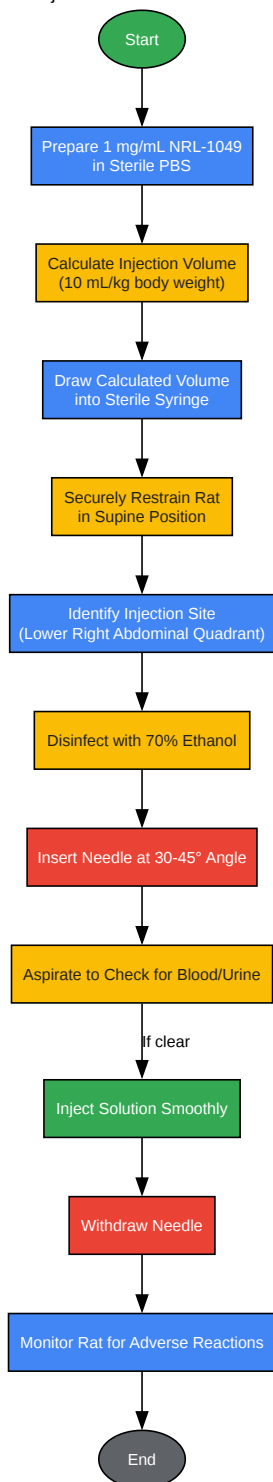 Start
Prepare 1 mg/mL NRL-1049
in Sterile PBS
Calculate Injection Volume
(10 mL/kg body weight)
Draw Calculated Volume
into Sterile Syringe
Securely Restrain Rat
in Supine Position
Identify Injection Site
(Lower Right Abdominal Quadrant)
Disinfect with 70% Ethanol
Insert Needle at 30-45° Angle
Aspirate to Check for Blood/Urine
If clear
Inject Solution Smoothly
Withdraw Needle
Monitor Rat for Adverse Reactions
End